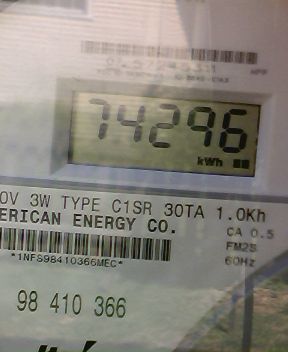 74296
kWh
0V 3W TYPE C1SR 30TA 1.0Kh
ERICAN ENERGY CO.
CA 0.5
FM2S
*1NFS98410366MEC*
60Hz
98 410 366